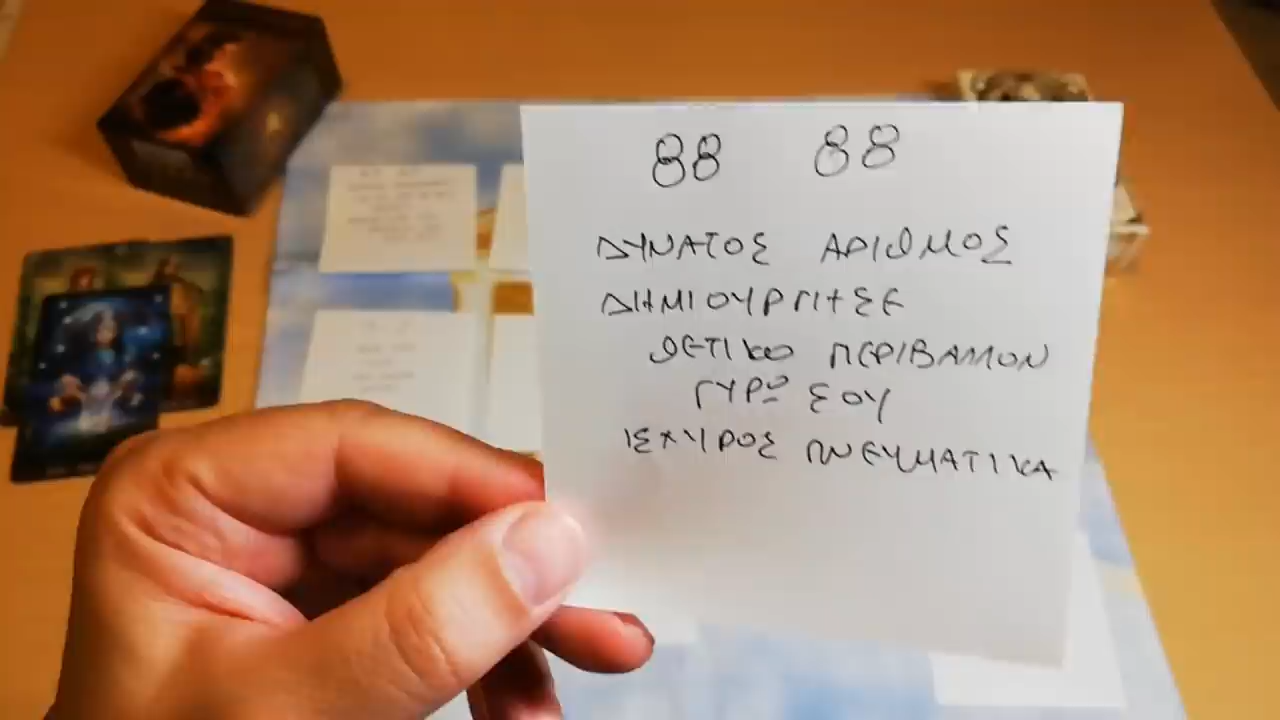 88 88
ΔΥΝΑΤΟΣ ΑΡΙΘΜΟΣ
ΔΗΜΙΟΥΡΓΗΣΕ
ΘΕΤΙΚΟ ΠΕΡΙΒΑΛΛΟΝ
ΓΥΡΩ ΣΟΥ
ΙΣΧΥΡΟΣ ΠΝΕΥΜΑΤΙΚΑ